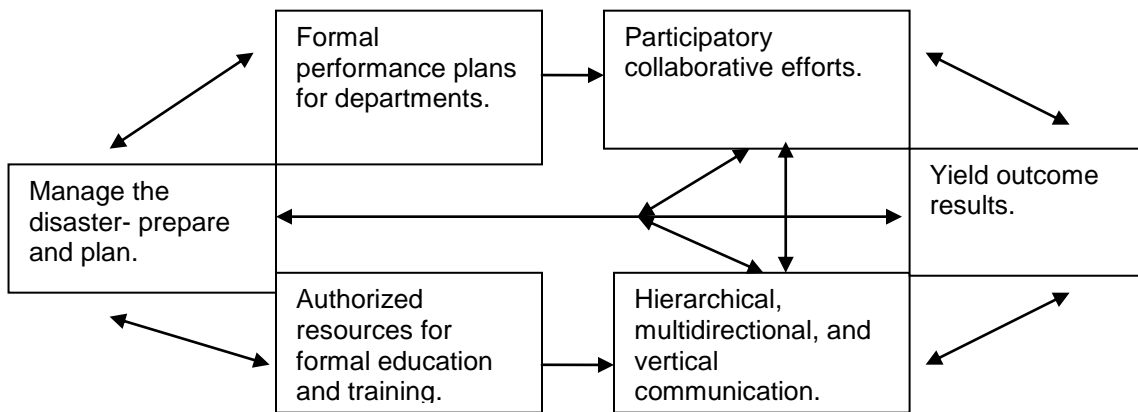 Formal
performance plans
for departments.
Participatory
collaborative efforts.
Manage the
disaster- prepare
and plan.
Yield outcome
results.
Authorized
resources for
formal education
and training.
Hierarchical,
multidirectional, and
vertical
communication.